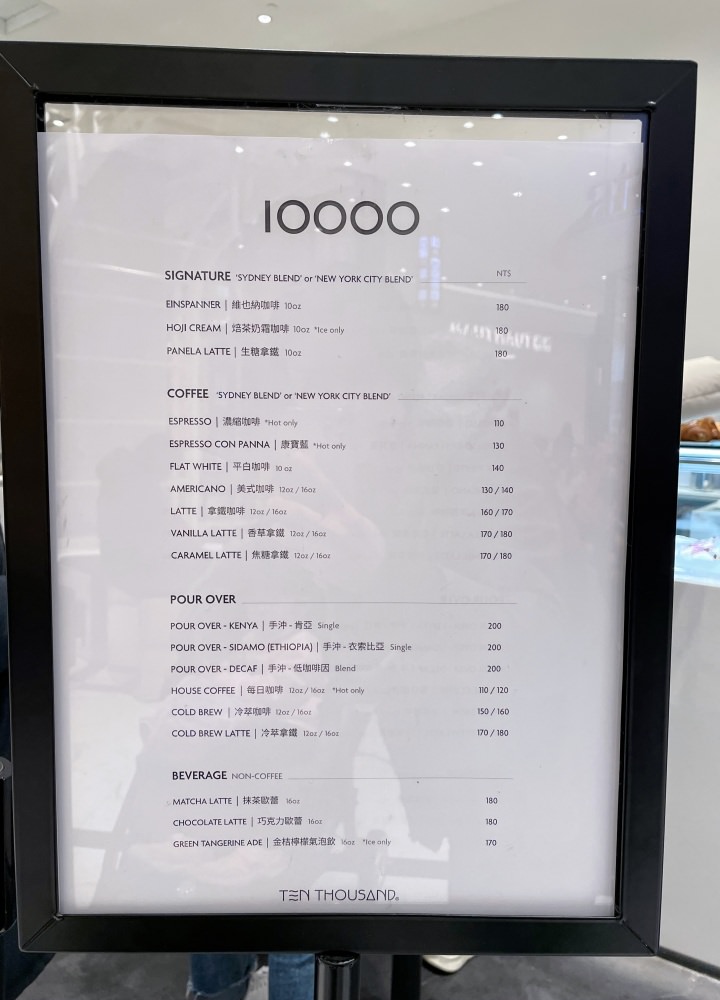 10000
SIGNATURE 'SYDNEY BLEND' or 'NEW YORK CITY BLEND' NT$
EINSPANNER | 維也納咖啡 10oz 180
HOJI CREAM | 焙茶奶霜咖啡 10oz *Ice only 180
PANELA LATTE | 生糖拿鐵 10oz 180
COFFEE 'SYDNEY BLEND' or 'NEW YORK CITY BLEND'
ESPRESSO | 濃縮咖啡 *Hot only 110
ESPRESSO CON PANNA | 康寶藍 *Hot only 130
FLAT WHITE | 平白咖啡 10 oz 140
AMERICANO | 美式咖啡 12oz / 16oz 130 / 140
LATTE | 拿鐵咖啡 12oz / 16oz 160 / 170
VANILLA LATTE | 香草拿鐵 12oz / 16oz 170 / 180
CARAMEL LATTE | 焦糖拿鐵 12oz / 16oz 170 / 180
POUR OVER
POUR OVER - KENYA | 手沖 - 肯亞 Single 200
POUR OVER - SIDAMO (ETHIOPIA) | 手沖 - 衣索比亞 Single 200
POUR OVER - DECAF | 手沖 - 低咖啡因 Blend 200
HOUSE COFFEE | 每日咖啡 12oz / 16oz *Hot only 110 / 120
COLD BREW | 冷萃咖啡 12oz / 16oz 150 / 160
COLD BREW LATTE | 冷萃拿鐵 12oz / 16oz 170 / 180
BEVERAGE NON-COFFEE
MATCHA LATTE | 抹茶歐蕾 16oz 180
CHOCOLATE LATTE | 巧克力歐蕾 16oz 180
GREEN TANGERINE ADE | 金桔檸檬氣泡飲 16oz *Ice only 170
TEN THOUSAND®